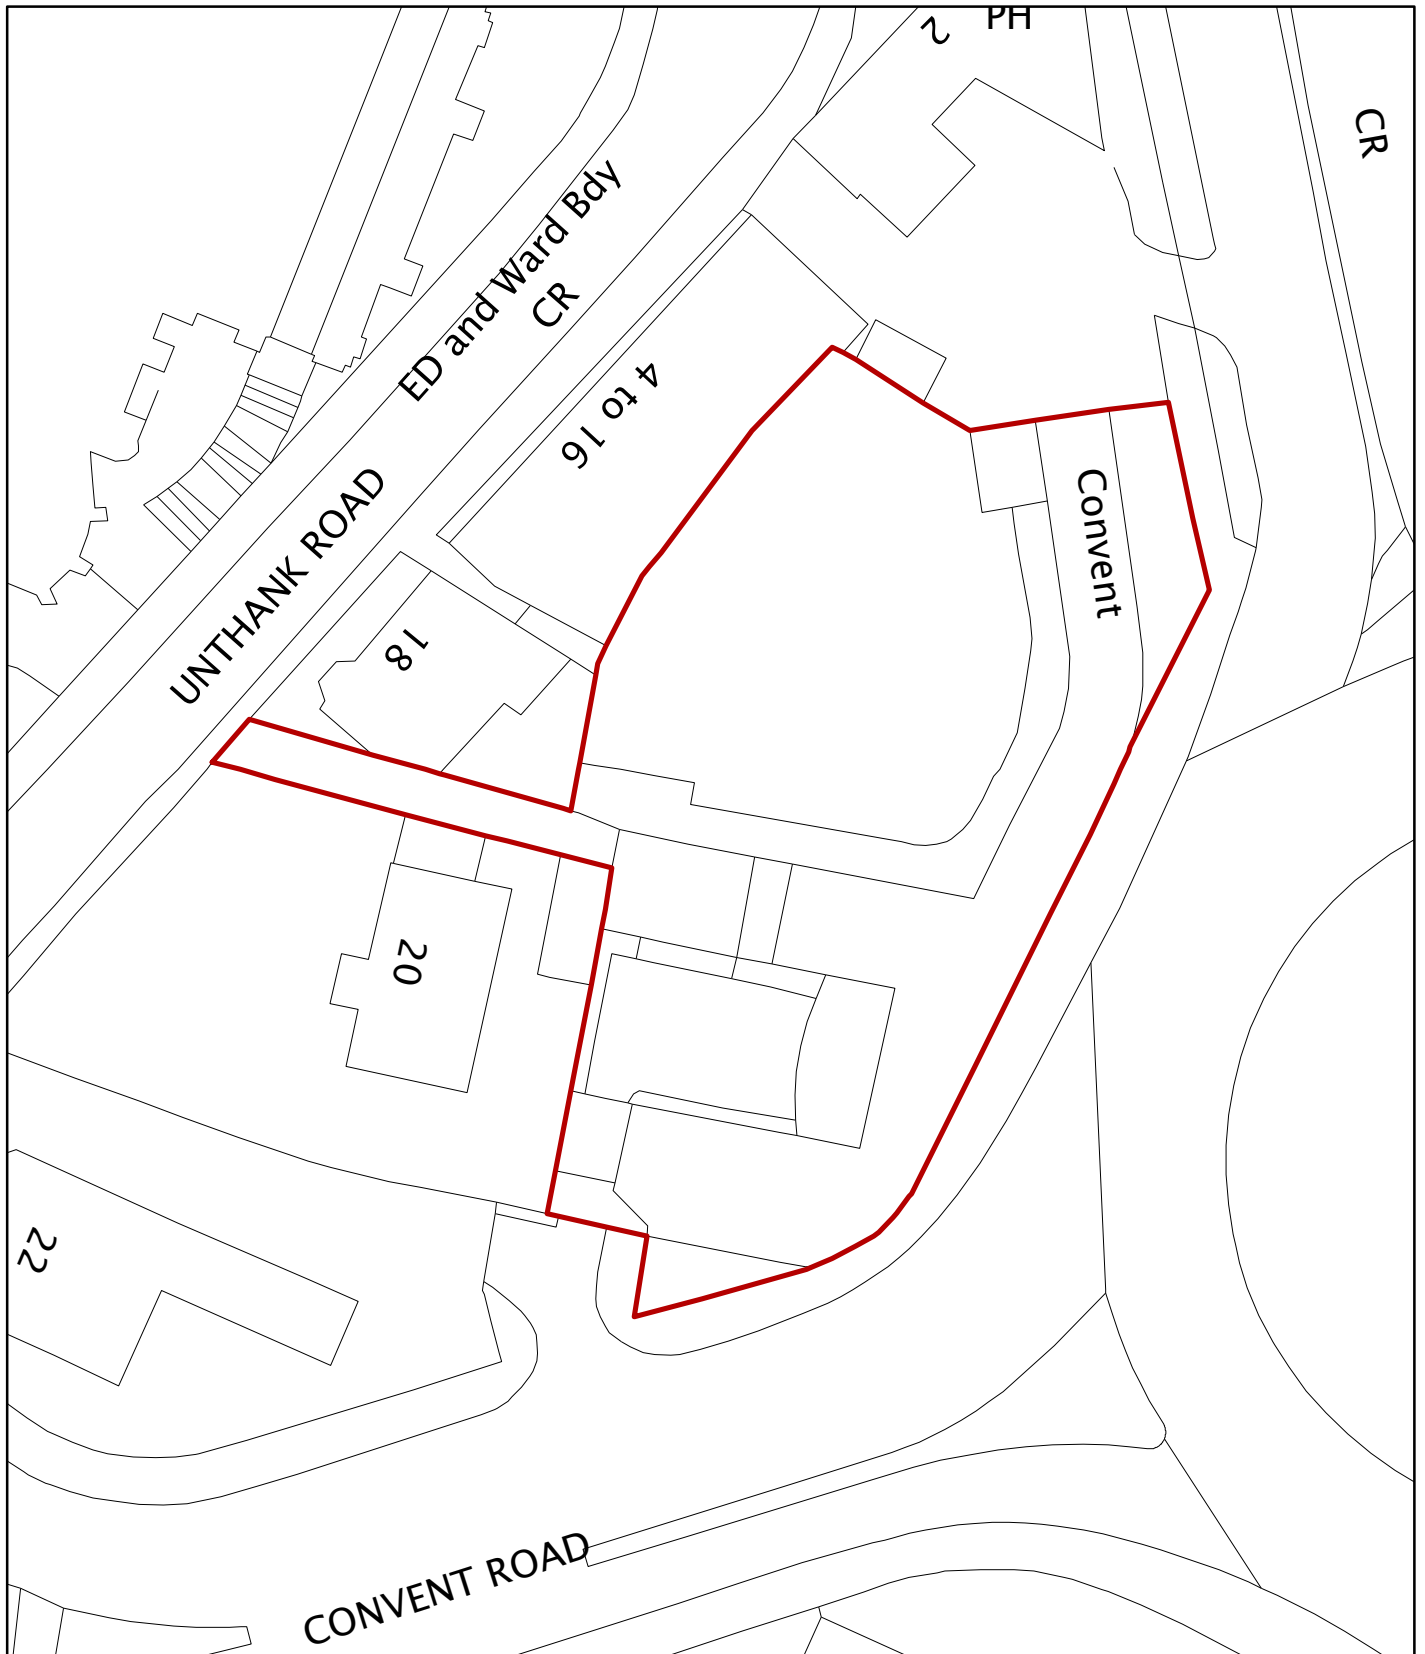 2
PH
CR
ED and Ward Bdy
CR
4 to 16
UNTHANK ROAD
Convent
18
20
22
CONVENT ROAD